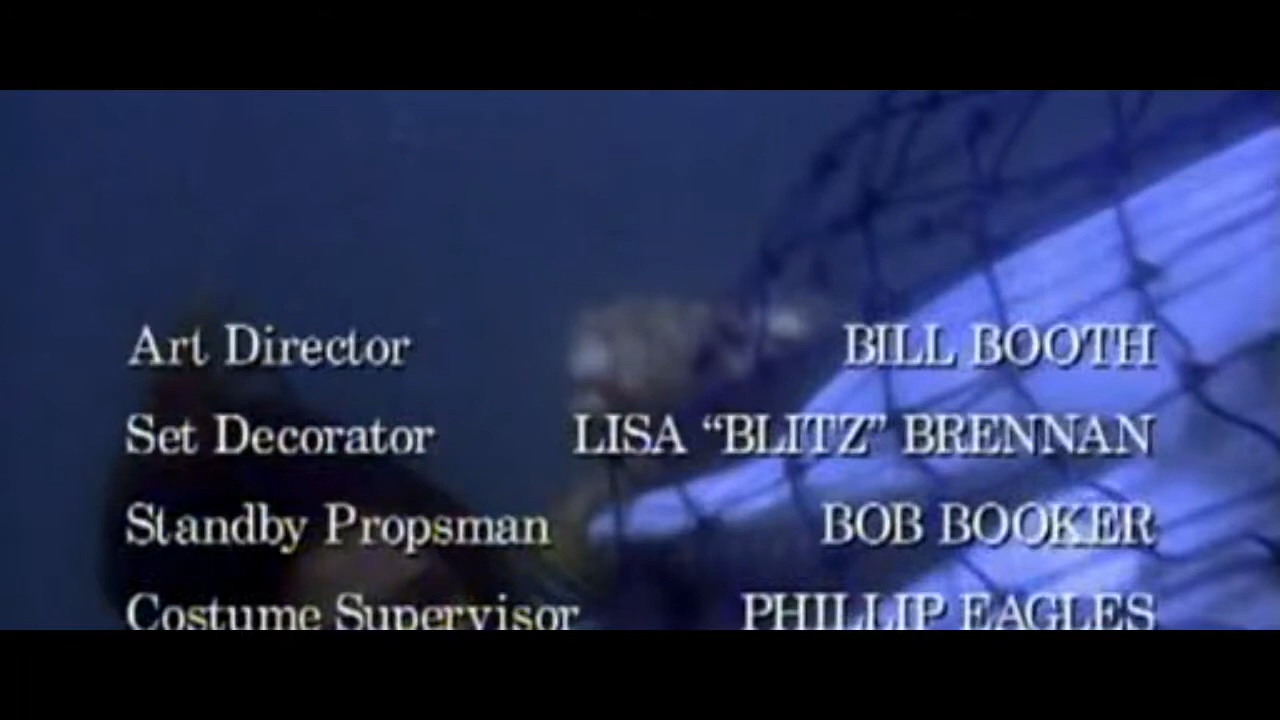 Art Director BILL BOOTH
Set Decorator LISA “BLITZ” BRENNAN
Standby Propsman BOB BOOKER
Costume Supervisor PHILLIP EAGLES